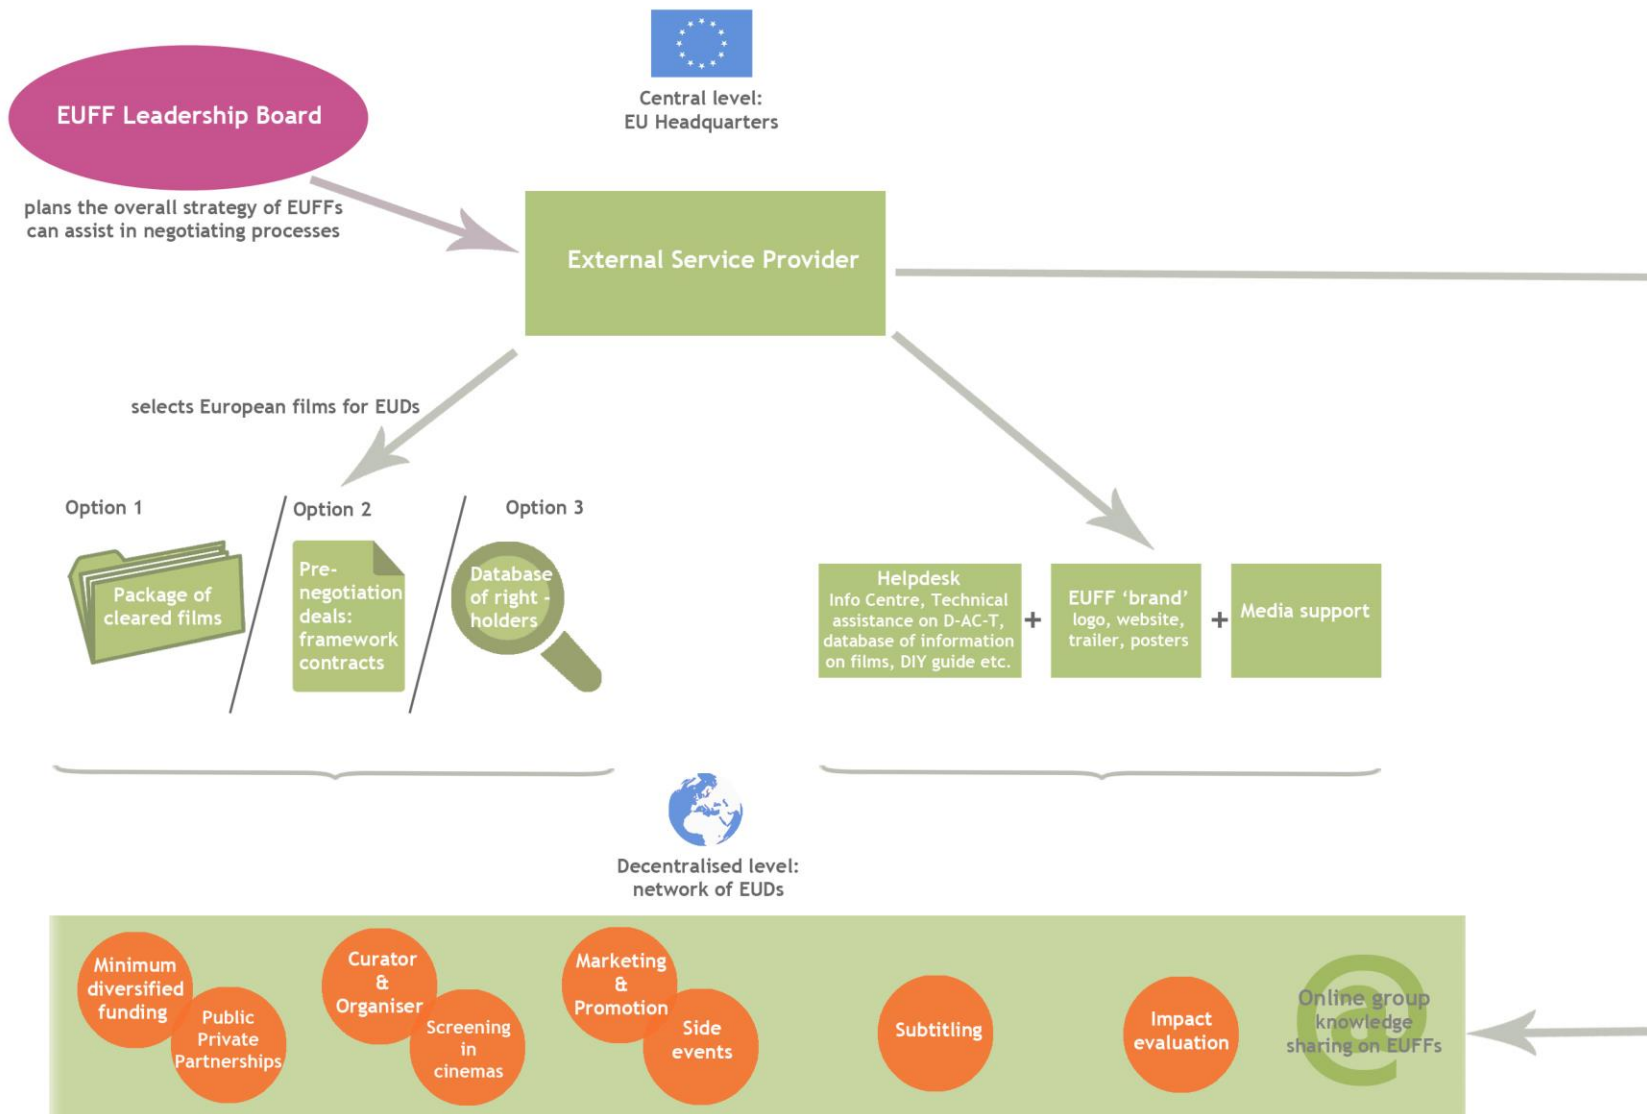 EUFF Leadership Board
Central level:
EU Headquarters
plans the overall strategy of EUFFs
can assist in negotiating processes
External Service Provider
selects European films for EUDs
Option 1
Option 2
Option 3
Package of
cleared films
Pre-
negotiation
deals:
framework
contracts
Database
of right -
holders
Helpdesk
Info Centre, Technical
assistance on D-AC-T,
database of information
on films, DIY guide etc.
+
EUFF ‘brand’
logo, website,
trailer, posters
+
Media support
Decentralised level:
network of EUDs
Minimum
diversified
funding
Public
Private
Partnerships
Curator
&
Organiser
Screening
in
cinemas
Marketing
&
Promotion
Side
events
Subtitling
Impact
evaluation
@
Online group
knowledge
sharing on EUFFs